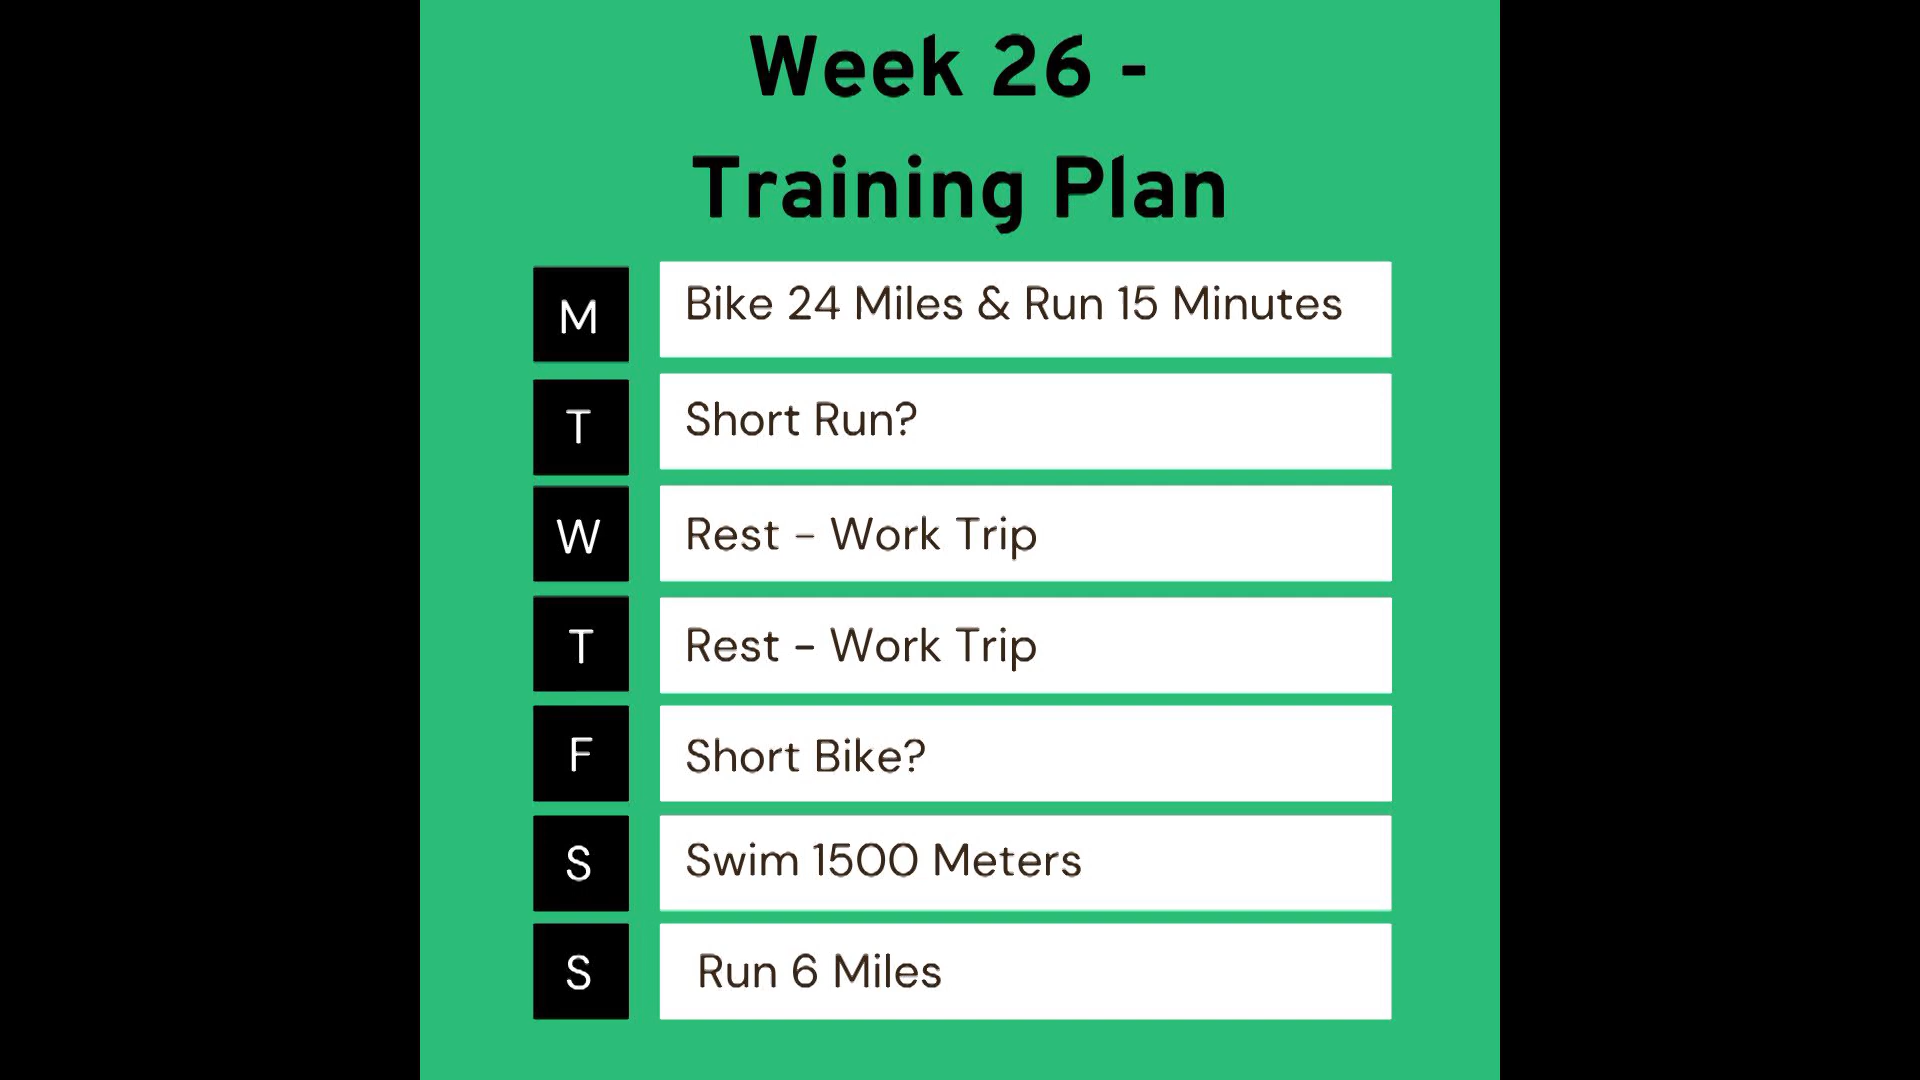 Week 26 -
Training Plan
M Bike 24 Miles & Run 15 Minutes
T Short Run?
W Rest - Work Trip
T Rest - Work Trip
F Short Bike?
S Swim 1500 Meters
S Run 6 Miles